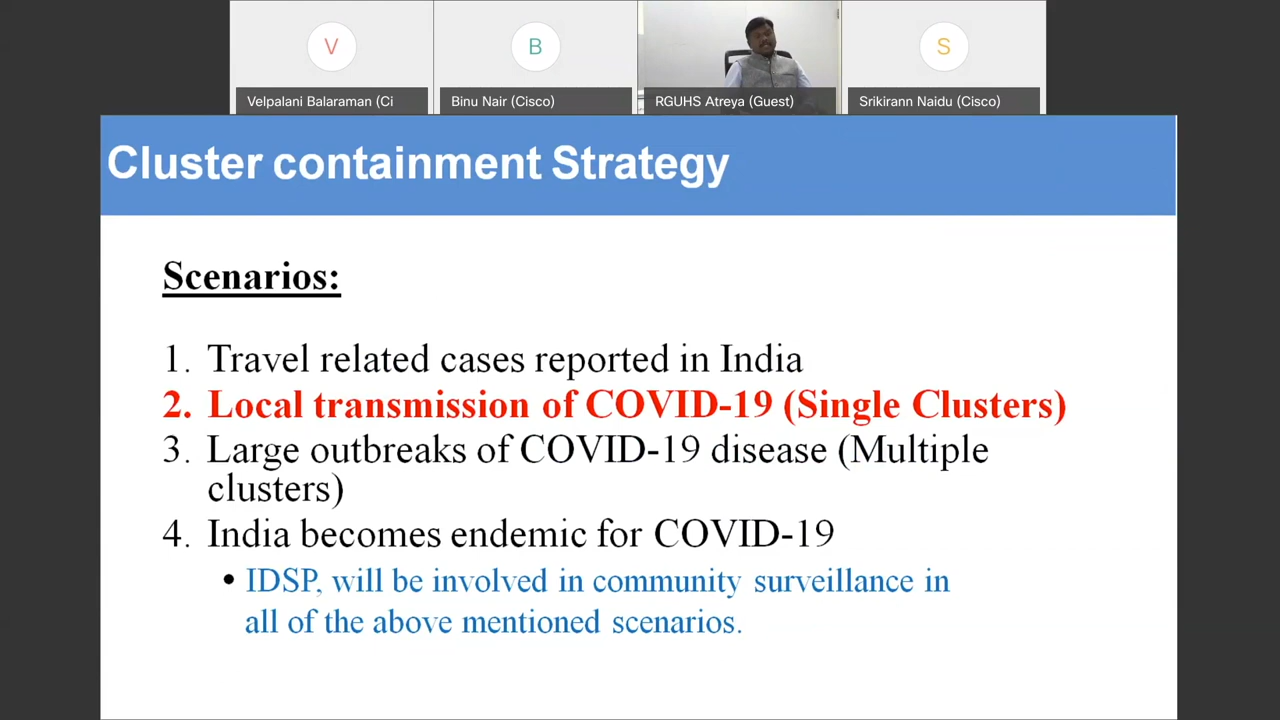 V
B
S
Velpalani Balaraman (Ci
Binu Nair (Cisco)
RGUHS Atreya (Guest)
Srikirann Naidu (Cisco)
Cluster containment Strategy
Scenarios:
1. Travel related cases reported in India
2. Local transmission of COVID-19 (Single Clusters)
3. Large outbreaks of COVID-19 disease (Multiple
clusters)
4. India becomes endemic for COVID-19
• IDSP, will be involved in community surveillance in
all of the above mentioned scenarios.